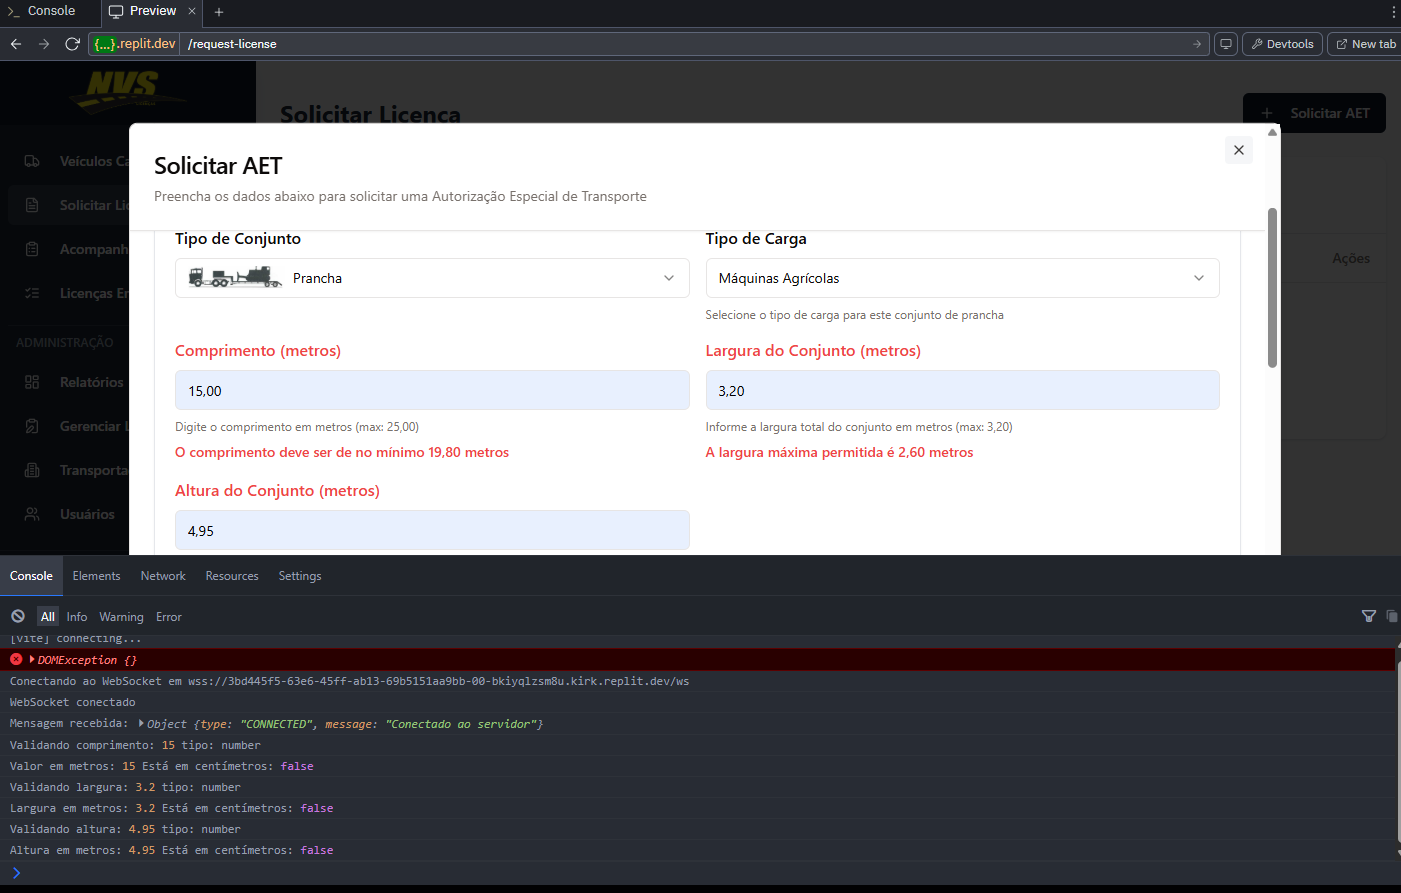 Console
Preview
{...}.replit.dev
/request-license
Devtools
New tab
NVS
Solicitar Licença
Solicitar AET
Veículos Ca
Solicitar Lic
Acompanh
Licenças En
ADMINISTRAÇÃO
Relatórios
Gerenciar L
Transporta
Usuários
Ações
Solicitar AET
Preencha os dados abaixo para solicitar uma Autorização Especial de Transporte
Tipo de Conjunto
Tipo de Carga
Prancha
Máquinas Agrícolas
Selecione o tipo de carga para este conjunto de prancha
Comprimento (metros)
Largura do Conjunto (metros)
15,00
3,20
Digite o comprimento em metros (max: 25,00)
Informe a largura total do conjunto em metros (max: 3,20)
O comprimento deve ser de no mínimo 19,80 metros
A largura máxima permitida é 2,60 metros
Altura do Conjunto (metros)
4,95
Console Elements Network Resources Settings
All Info Warning Error
[vite] connecting...
DOMException {}
Conectando ao WebSocket em wss://3bd445f5-63e6-45ff-ab13-69b5151aa9bb-00-bkiyqlzsm8u.kirk.replit.dev/ws
WebSocket conectado
Mensagem recebida: Object {type: "CONNECTED", message: "Conectado ao servidor"}
Validando comprimento: 15 tipo: number
Valor em metros: 15 Está em centímetros: false
Validando largura: 3.2 tipo: number
Largura em metros: 3.2 Está em centímetros: false
Validando altura: 4.95 tipo: number
Altura em metros: 4.95 Está em centímetros: false